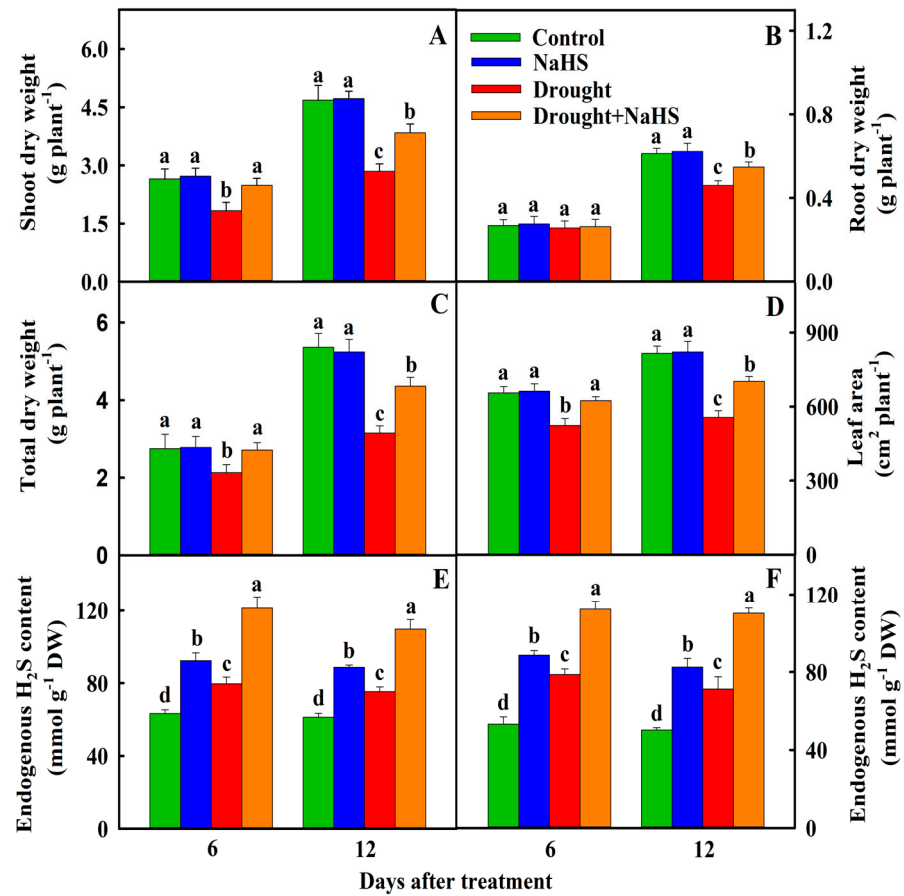 A
Shoot dry weight
(g plant⁻¹)
6.0
4.5
3.0
1.5
0.0
a
a
b
a
a
a
c
b
B
Control
NaHS
Drought
Drought+NaHS
a
a
a
a
a
a
c
b
1.2
0.8
0.4
0.0
Root dry weight
(g plant⁻¹)
C
Total dry weight
(g plant⁻¹)
6
4
2
0
a
a
b
a
a
a
c
b
D
a
a
b
a
a
a
c
b
900
600
300
0
Leaf area
(cm² plant⁻¹)
E
Endogenous H₂S content
(mmol g⁻¹ DW)
120
80
40
0
d
b
c
a
d
b
c
a
F
d
b
c
a
d
b
c
a
120
80
40
0
Endogenous H₂S content
(mmol g⁻¹ DW)
6
12
6
12
Days after treatment